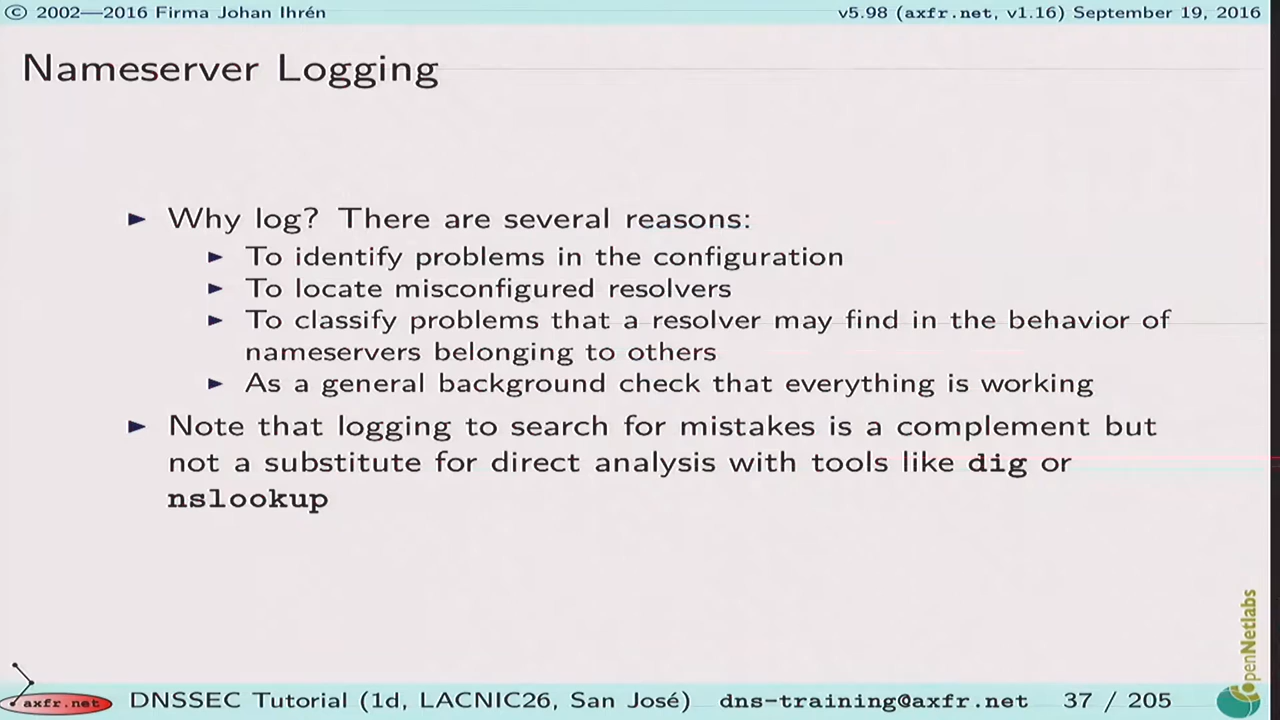 © 2002—2016 Firma Johan Ihrén
v5.98 (axfr.net, v1.16) September 19, 2016
Nameserver Logging
Why log? There are several reasons:
To identify problems in the configuration
To locate misconfigured resolvers
To classify problems that a resolver may find in the behavior of
nameservers belonging to others
As a general background check that everything is working
Note that logging to search for mistakes is a complement but
not a substitute for direct analysis with tools like dig or
nslookup
OpenNetlabs
axfr.net
DNSSEC Tutorial (1d, LACNIC26, San José)
dns-training@axfr.net
37 / 205